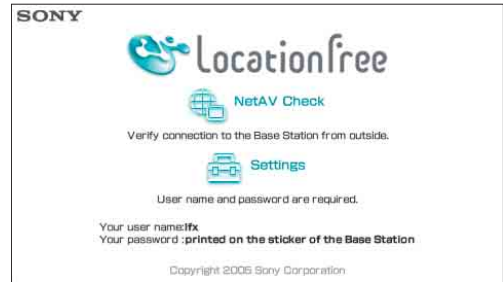 SONY
LocationFree
NetAV Check
Verify connection to the Base Station from outside.
Settings
User name and password are required.
Your user name:lfx
Your password :printed on the sticker of the Base Station
Copyright 2005 Sony Corporation